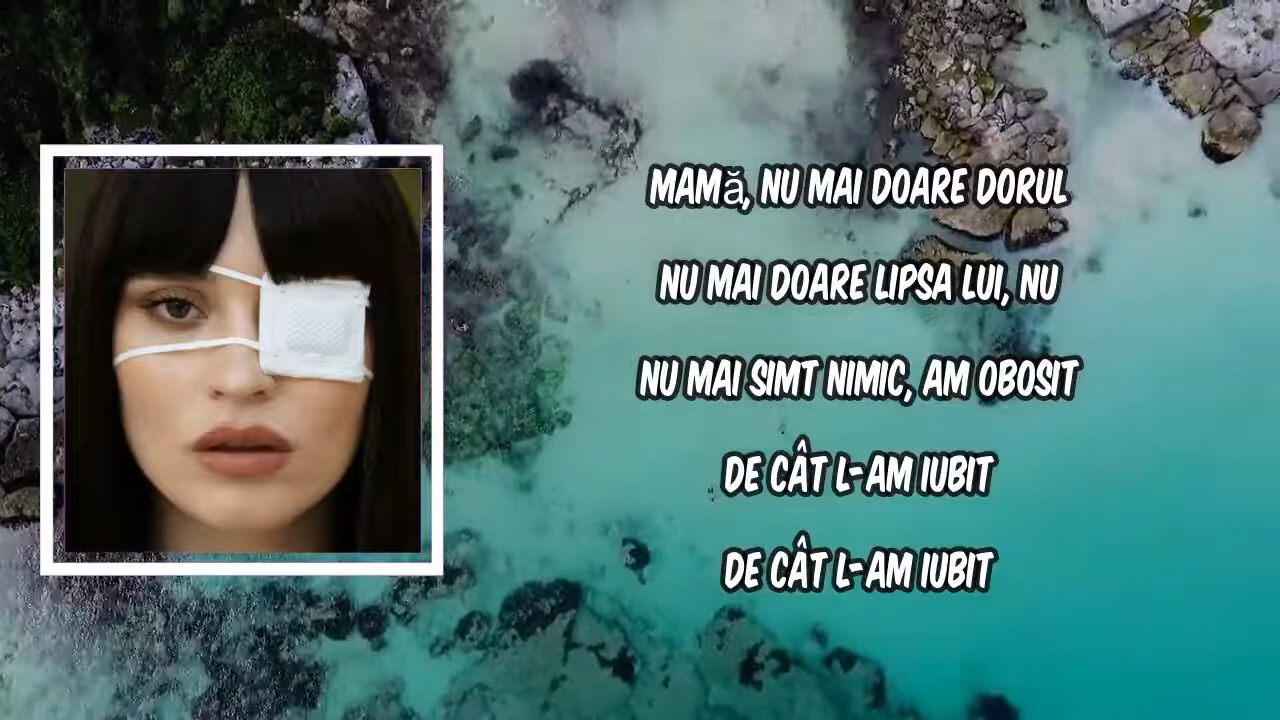 MAMă, NU MAI DOARE DORUL
NU MAI DOARE LIPSA LUI, NU
NU MAI SIMT NIMIC, AM OBOSIT
DE CÂT L-AM IUBIT
DE CÂT L-AM IUBIT